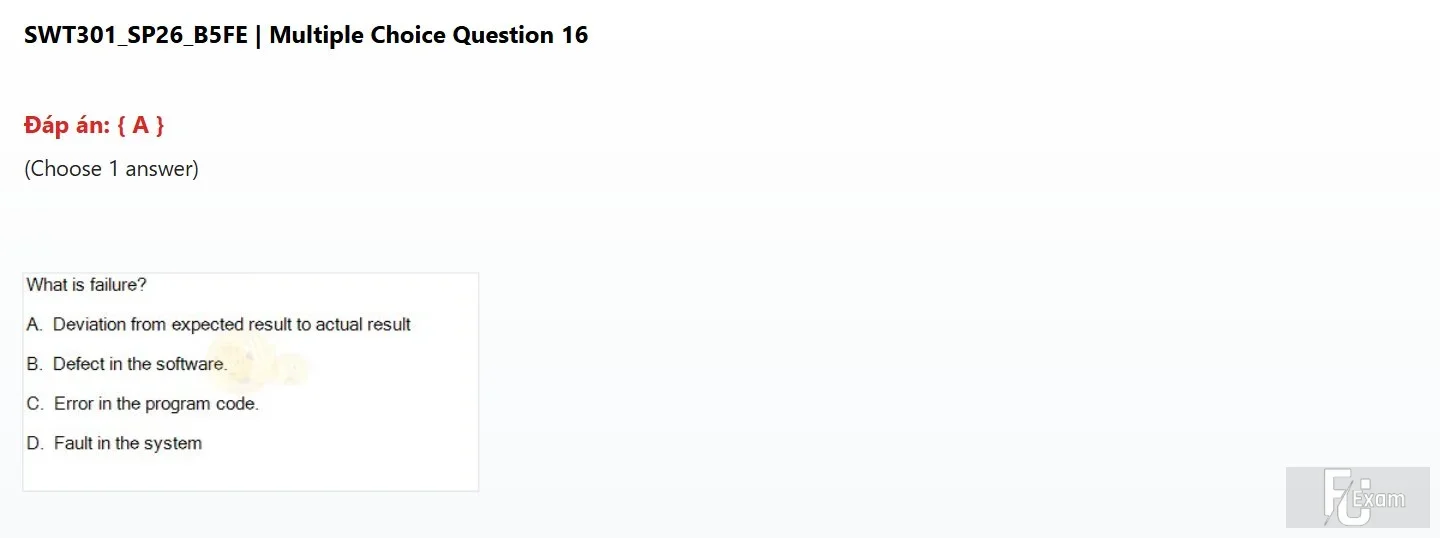 SWT301_SP26_B5FE | Multiple Choice Question 16
Đáp án: { A }
(Choose 1 answer)
What is failure?
A. Deviation from expected result to actual result
B. Defect in the software.
C. Error in the program code.
D. Fault in the system
FU Exam